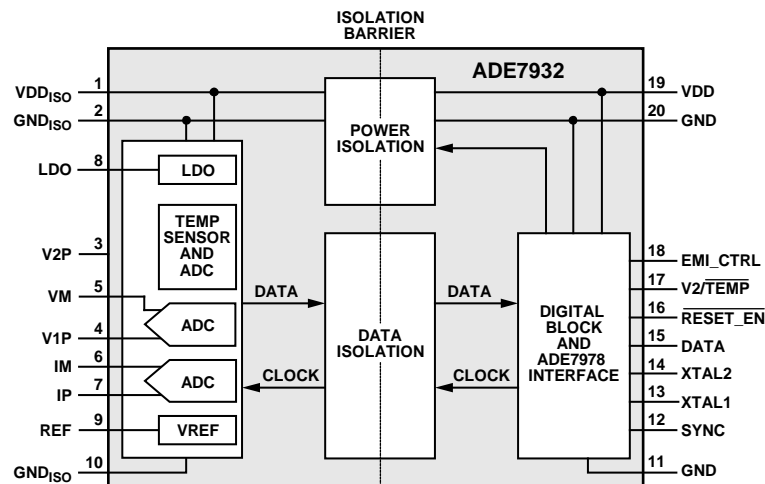 ISOLATION
BARRIER
ADE7932
VDDISO
1
GNDISO
2
LDO
8
V2P
3
VM
5
V1P
4
IM
6
IP
7
REF
9
GNDISO
10
LDO
TEMP
SENSOR
AND
ADC
ADC
ADC
VREF
POWER
ISOLATION
DATA
DATA
DATA
ISOLATION
CLOCK
CLOCK
DIGITAL
BLOCK
AND
ADE7978
INTERFACE
19
VDD
20
GND
18
EMI_CTRL
17
V2/TEMP
16
RESET_EN
15
DATA
14
XTAL2
13
XTAL1
12
SYNC
11
GND